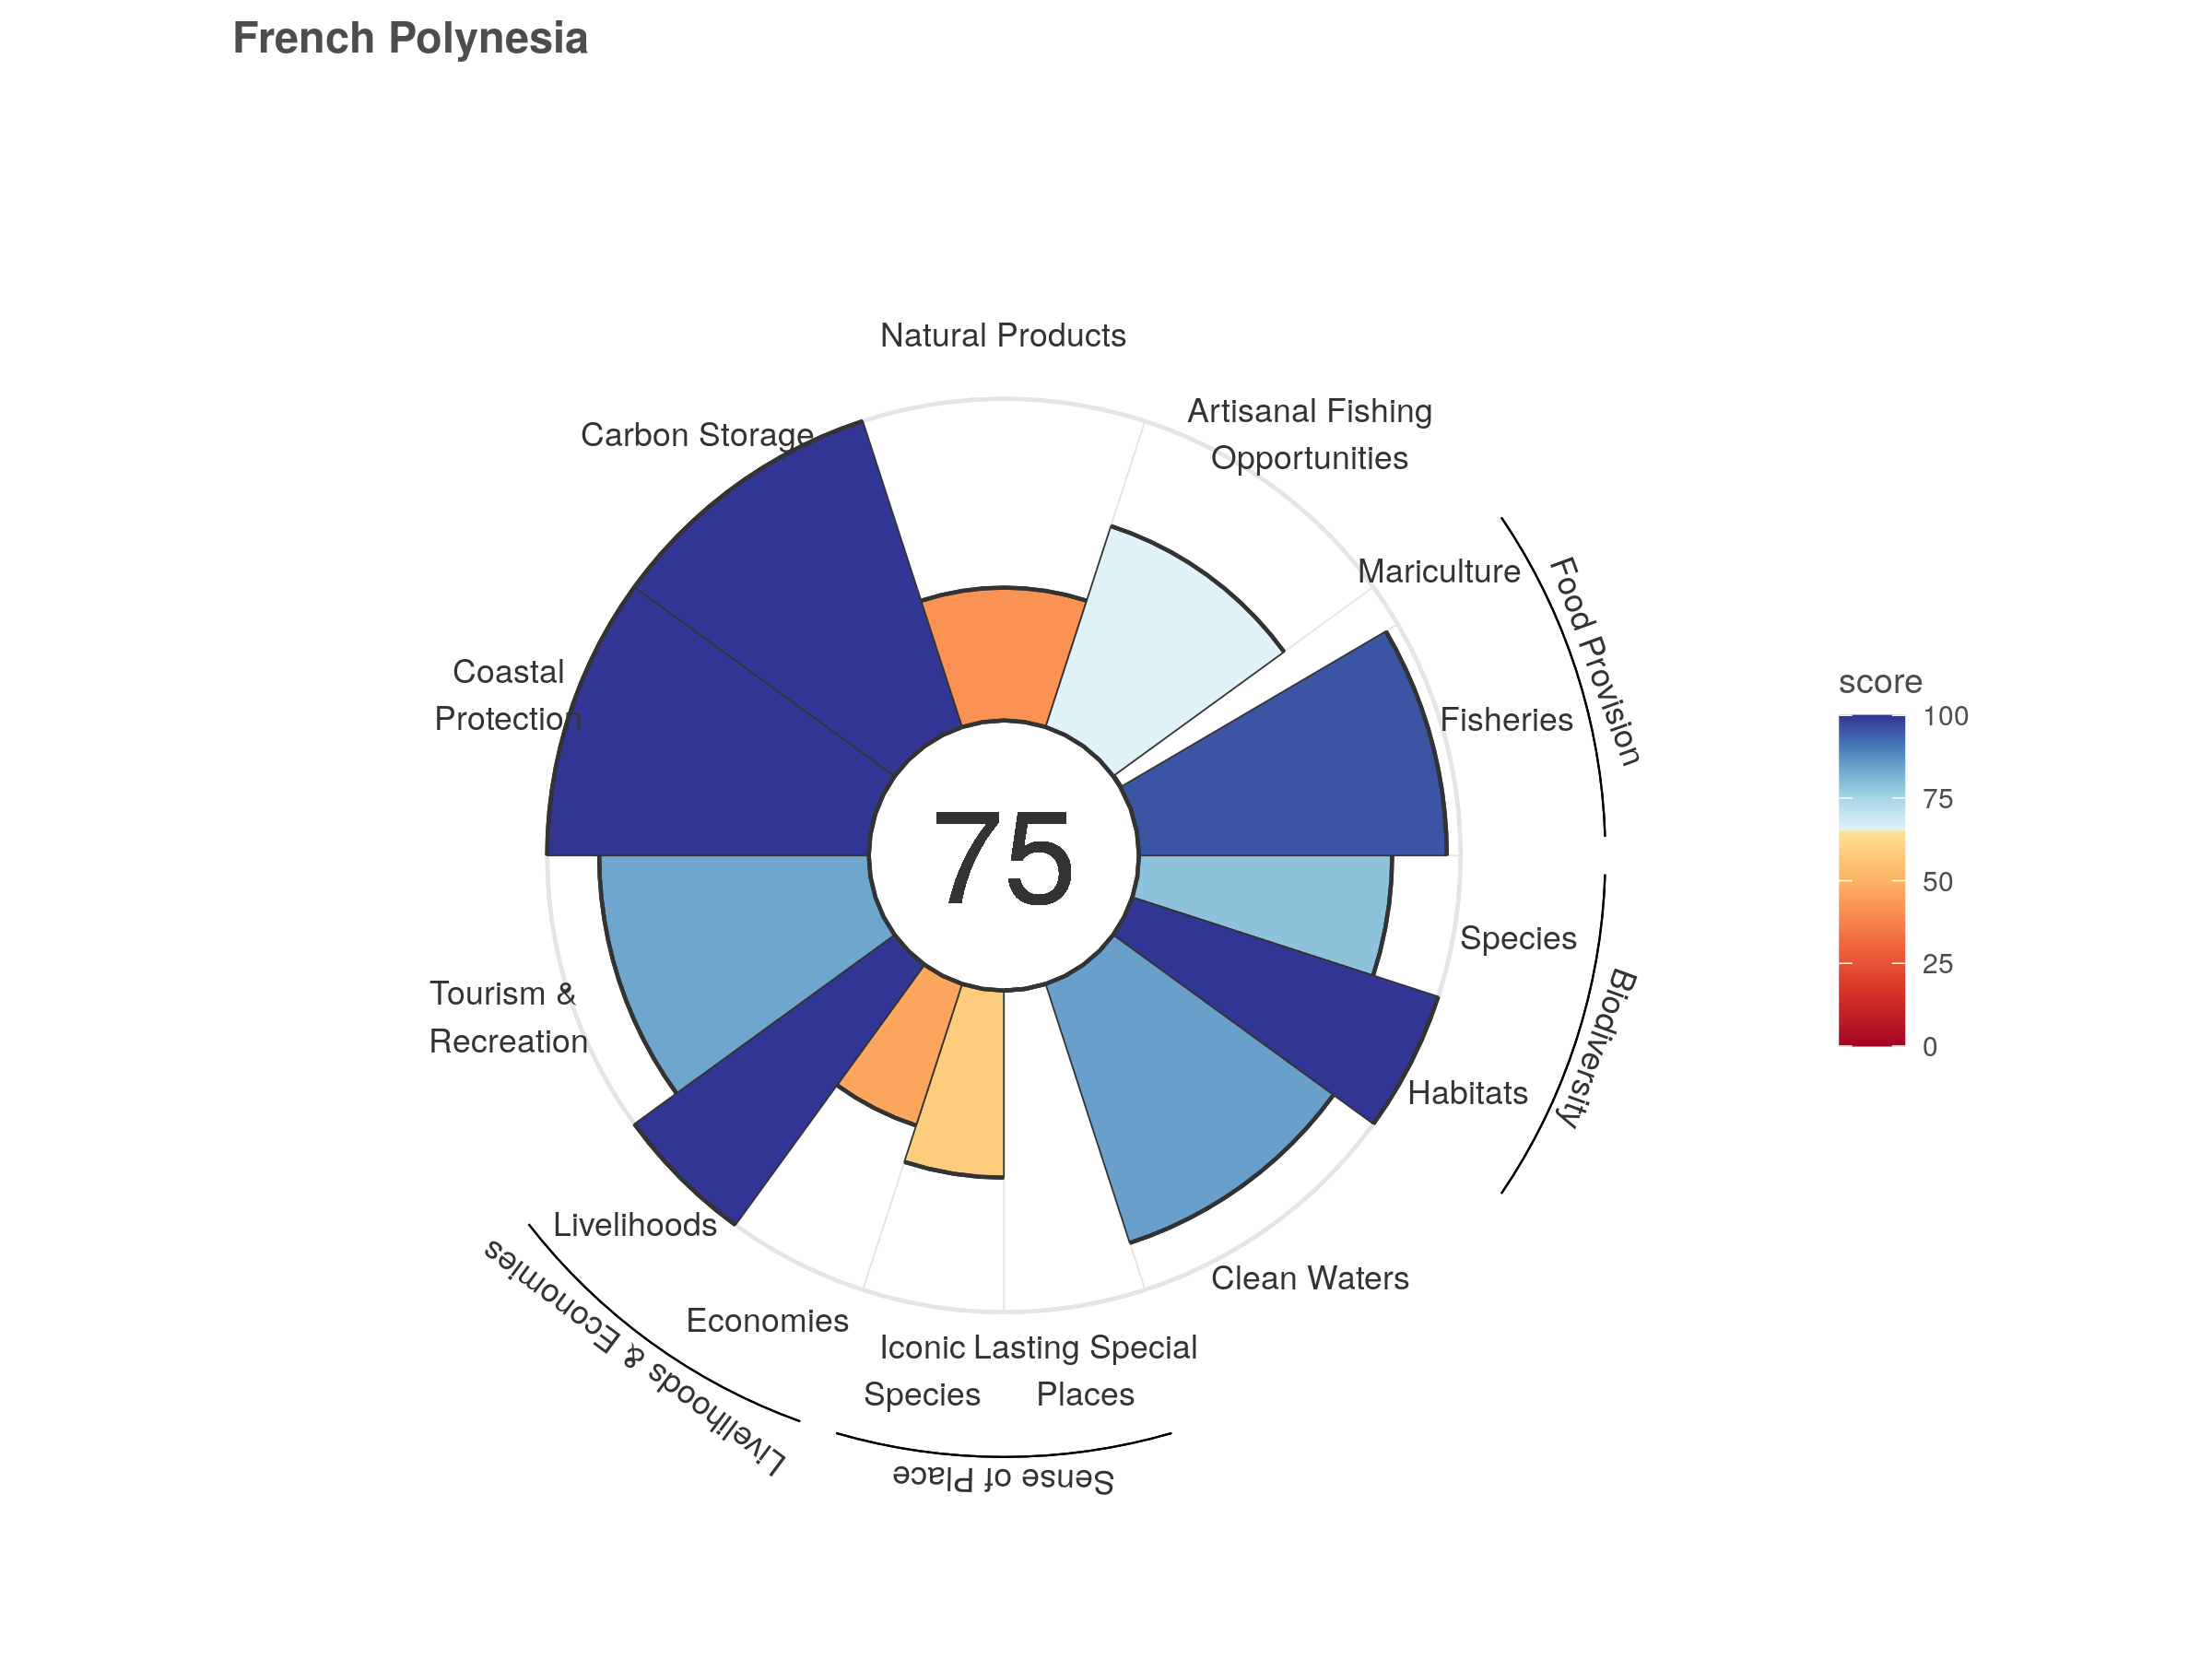 French Polynesia
Natural Products
Artisanal Fishing
Opportunities
Carbon Storage
Mariculture
Food Provision
Coastal
Protection
Fisheries
score
100
75
50
25
0
75
Species
Biodiversity
Tourism &
Recreation
Habitats
Livelihoods
Livelihoods & Economies
Clean Waters
Economies
Iconic
Species
Lasting Special
Places
Sense of Place